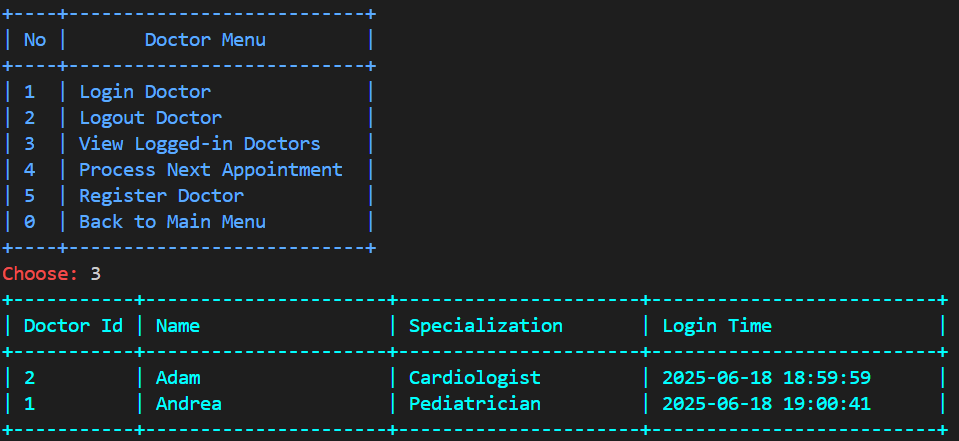 +----+---------------------------+
| No |       Doctor Menu         |
+----+---------------------------+
| 1  | Login Doctor              |
| 2  | Logout Doctor             |
| 3  | View Logged-in Doctors    |
| 4  | Process Next Appointment  |
| 5  | Register Doctor           |
| 0  | Back to Main Menu         |
+----+---------------------------+
Choose: 3
+-----------+----------------------+----------------------+--------------------------+
| Doctor Id | Name                 | Specialization       | Login Time               |
+-----------+----------------------+----------------------+--------------------------+
| 2         | Adam                 | Cardiologist         | 2025-06-18 18:59:59      |
| 1         | Andrea               | Pediatrician         | 2025-06-18 19:00:41      |
+-----------+----------------------+----------------------+--------------------------+